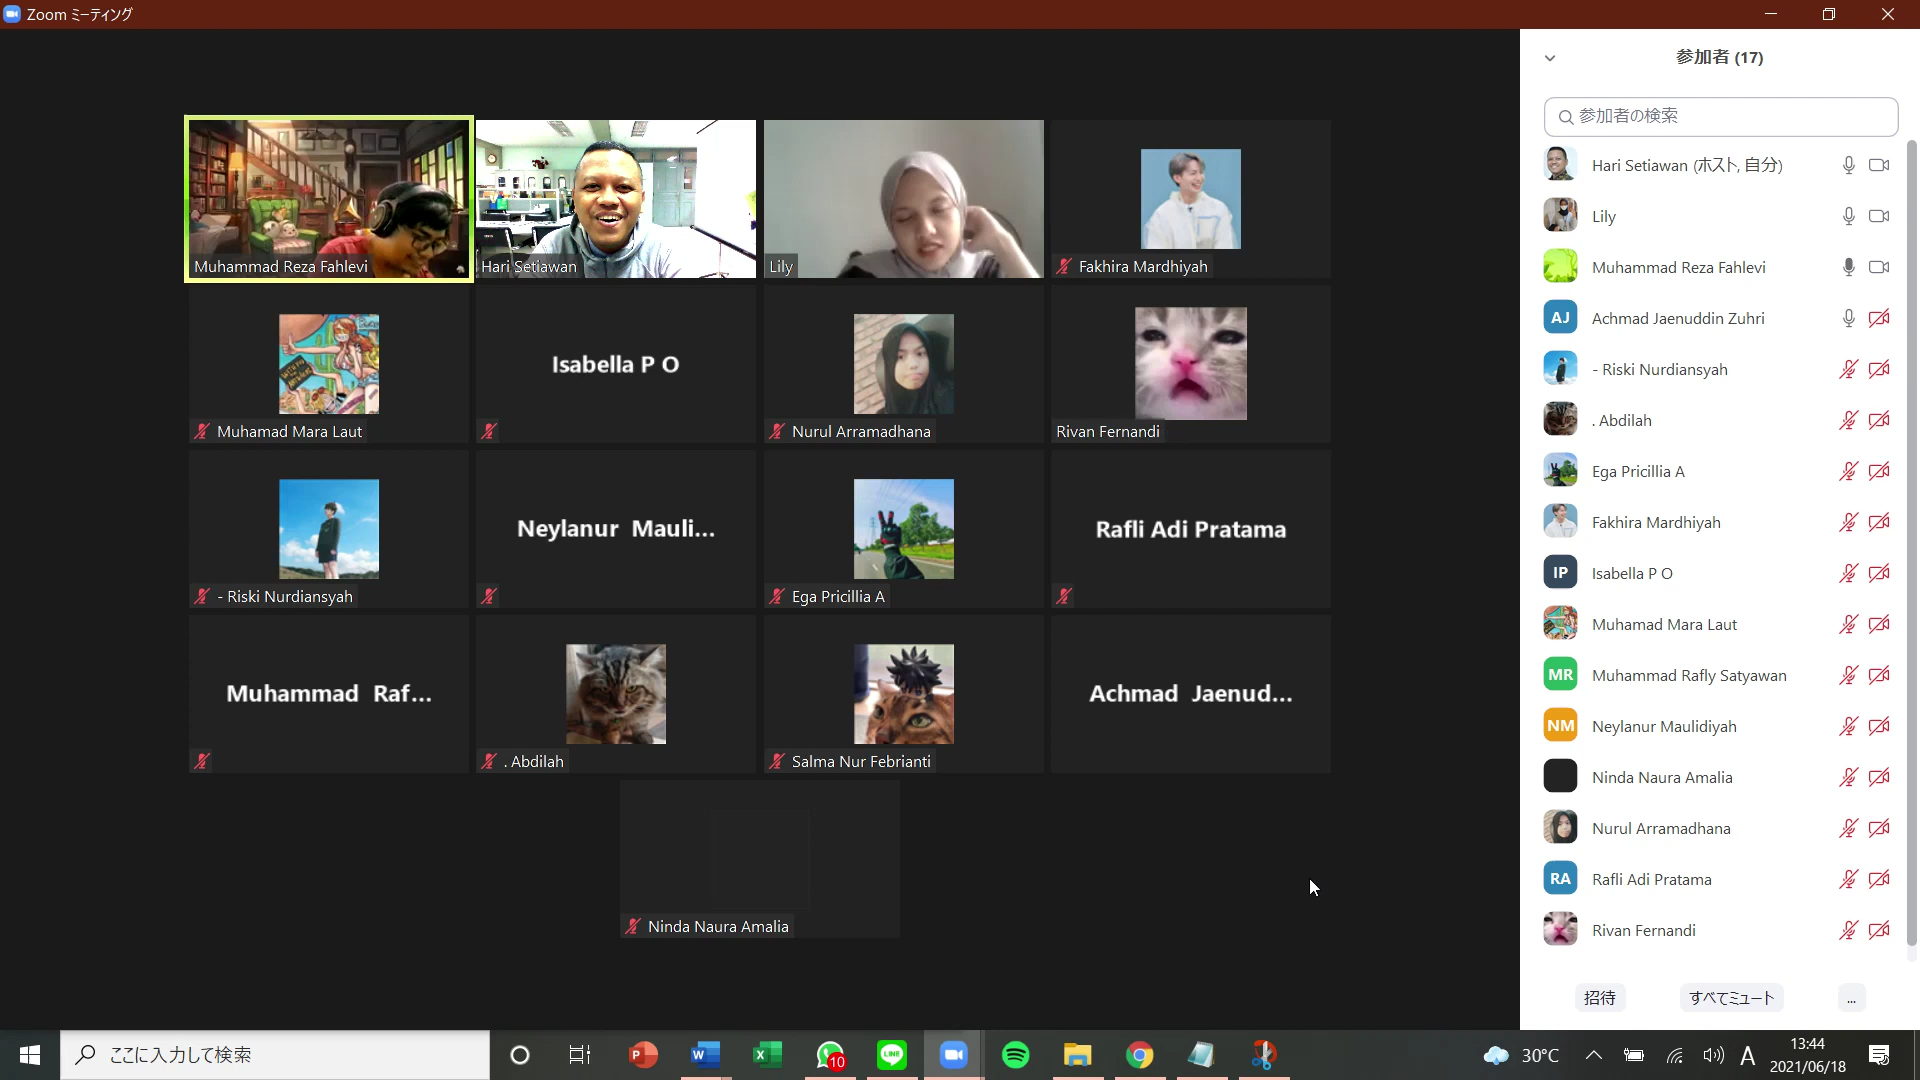 Zoom ミーティング
Muhammad Reza Fahlevi
Hari Setiawan
Lily
Fakhira Mardhiyah
Muhamad Mara Laut
Isabella P O
Nurul Arramadhana
Rivan Fernandi
- Riski Nurdiansyah
Neylanur Mauli...
Ega Pricillia A
Rafli Adi Pratama
Muhammad Raf...
. Abdilah
Salma Nur Febrianti
Achmad Jaenud...
Ninda Naura Amalia
参加者 (17)
参加者の検索
Hari Setiawan (ホスト, 自分)
Lily
Muhammad Reza Fahlevi
AJ Achmad Jaenuddin Zuhri
- Riski Nurdiansyah
. Abdilah
Ega Pricillia A
Fakhira Mardhiyah
IP Isabella P O
Muhamad Mara Laut
MR Muhammad Rafly Satyawan
NM Neylanur Maulidiyah
Ninda Naura Amalia
Nurul Arramadhana
RA Rafli Adi Pratama
Rivan Fernandi
招待 すべてミュート ...
ここに入力して検索
P
W
X
10
LINE
30°C
A
13:44
2021/06/18